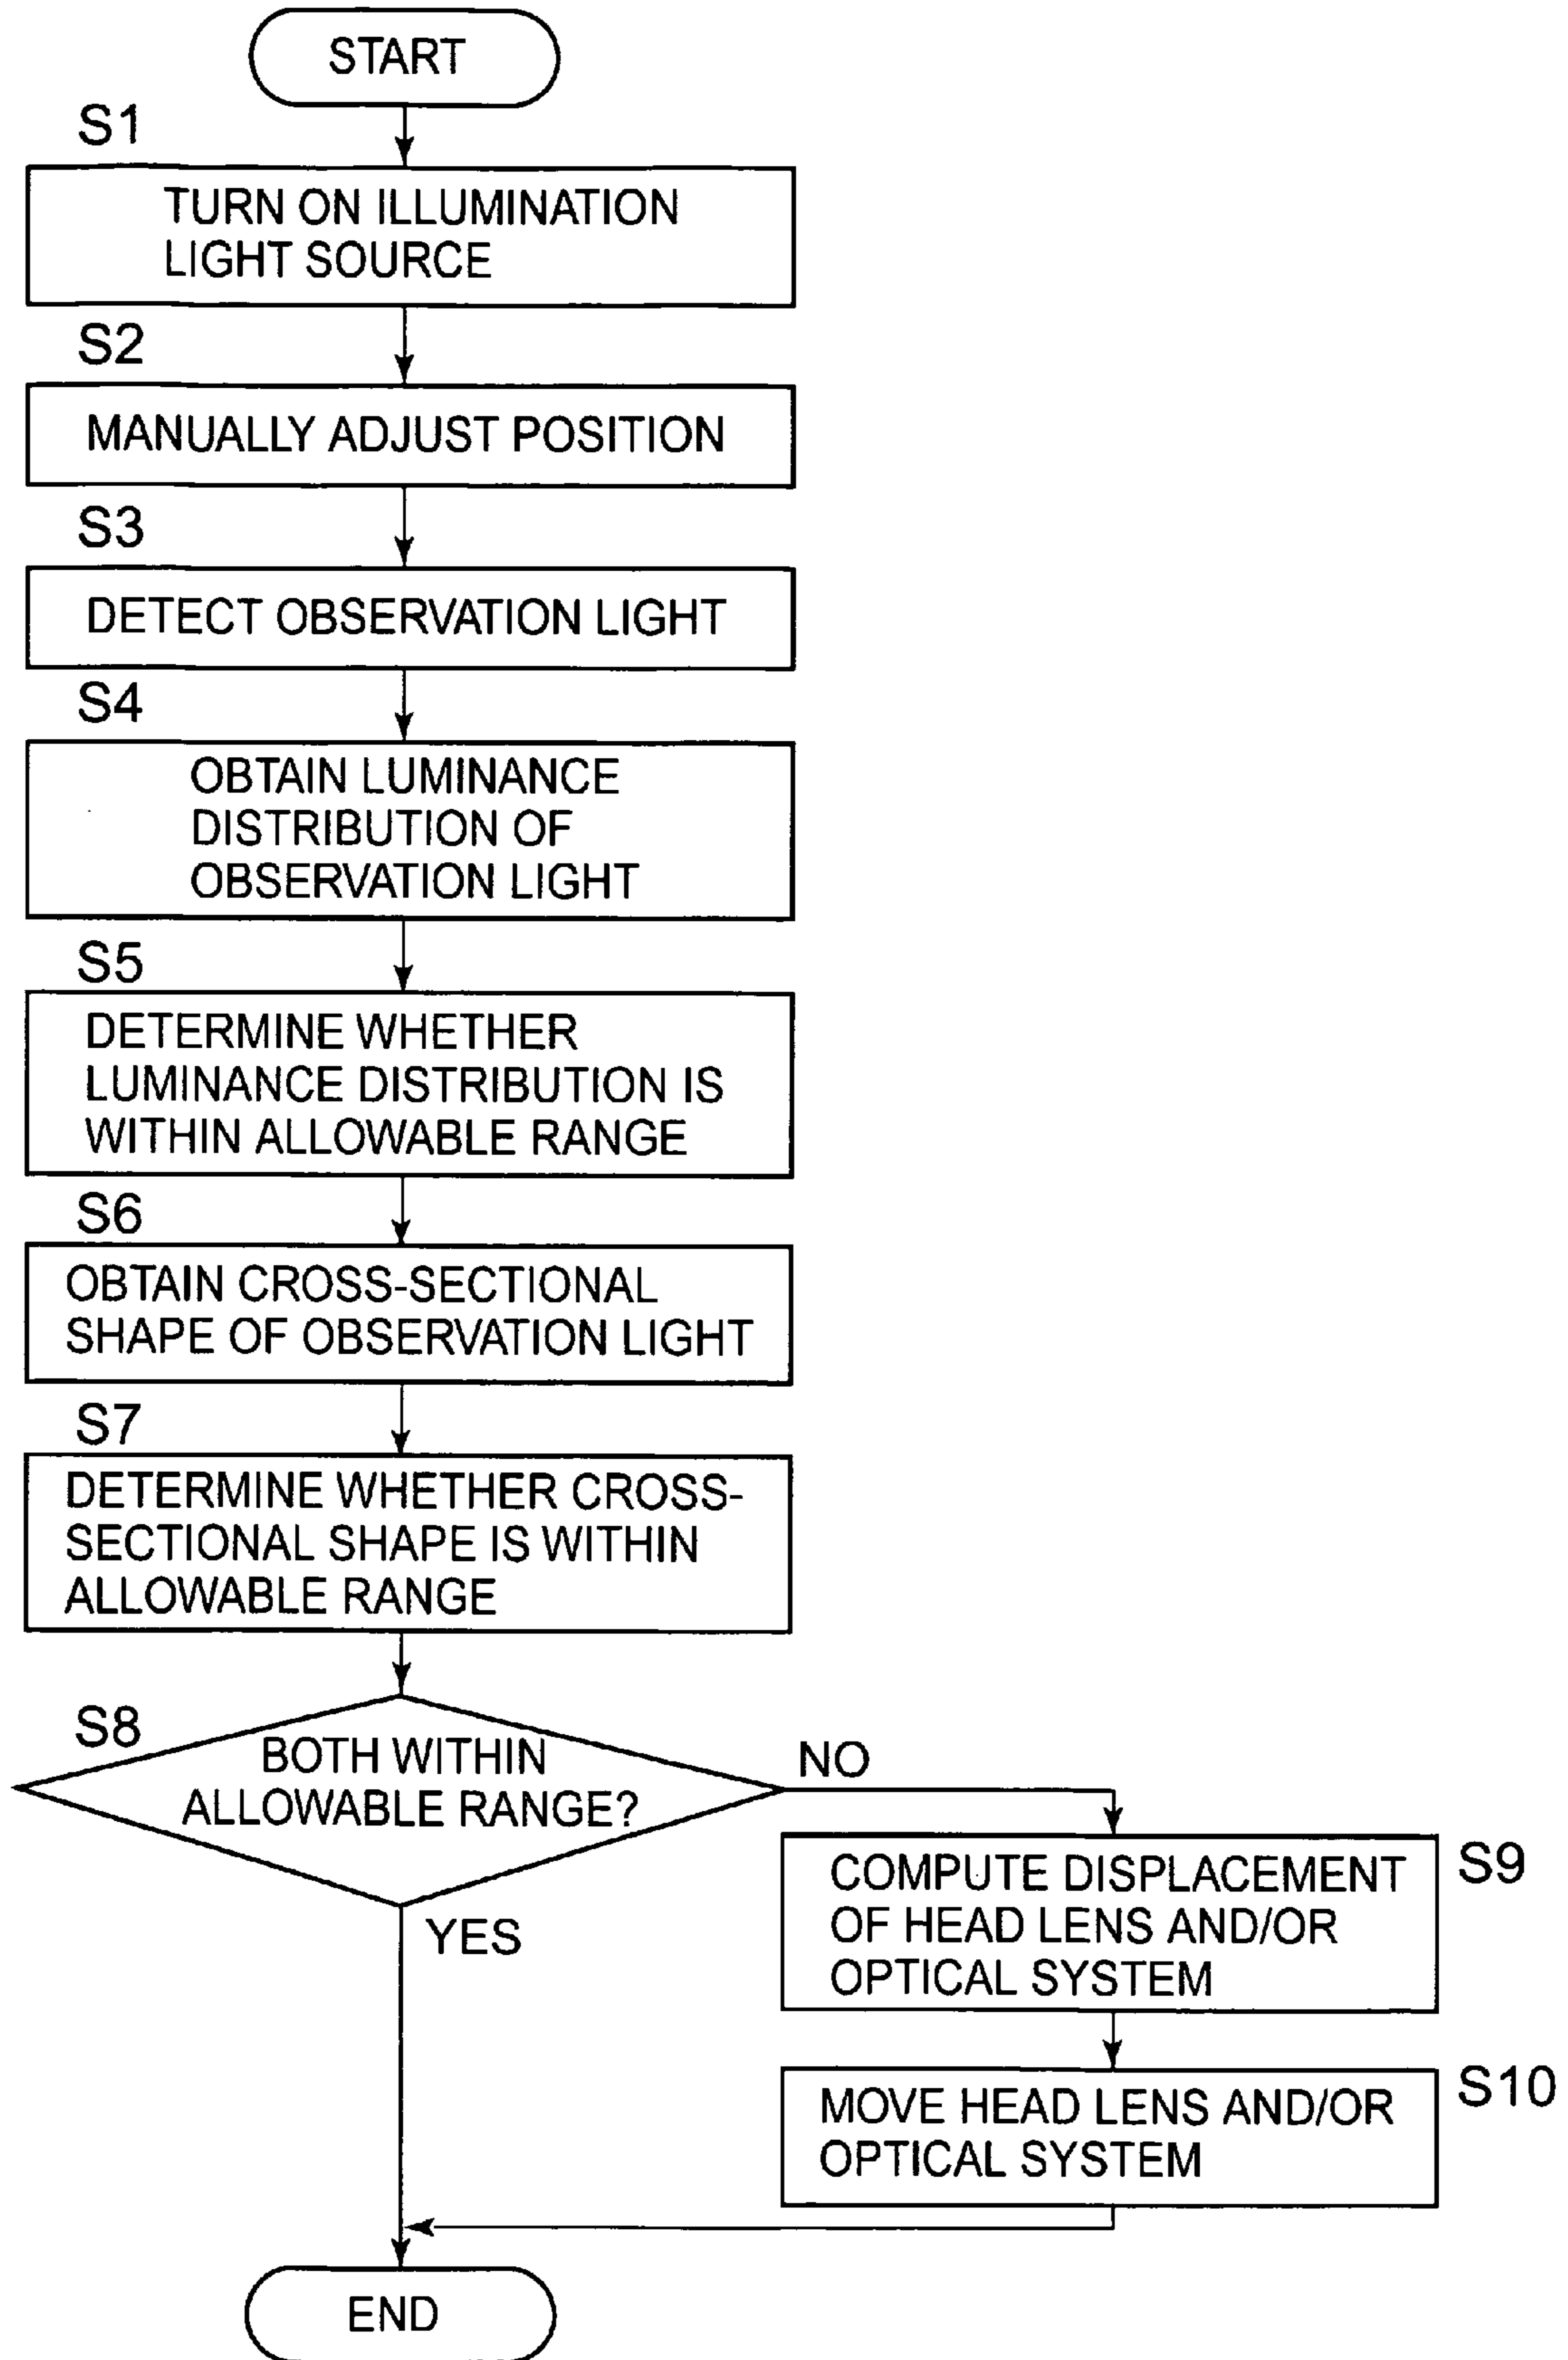 START
S1
TURN ON ILLUMINATION
LIGHT SOURCE
S2
MANUALLY ADJUST POSITION
S3
DETECT OBSERVATION LIGHT
S4
OBTAIN LUMINANCE
DISTRIBUTION OF
OBSERVATION LIGHT
S5
DETERMINE WHETHER
LUMINANCE DISTRIBUTION IS
WITHIN ALLOWABLE RANGE
S6
OBTAIN CROSS-SECTIONAL
SHAPE OF OBSERVATION LIGHT
S7
DETERMINE WHETHER CROSS-
SECTIONAL SHAPE IS WITHIN
ALLOWABLE RANGE
S8
BOTH WITHIN
ALLOWABLE RANGE?
NO
YES
S9
COMPUTE DISPLACEMENT
OF HEAD LENS AND/OR
OPTICAL SYSTEM
S10
MOVE HEAD LENS AND/OR
OPTICAL SYSTEM
END